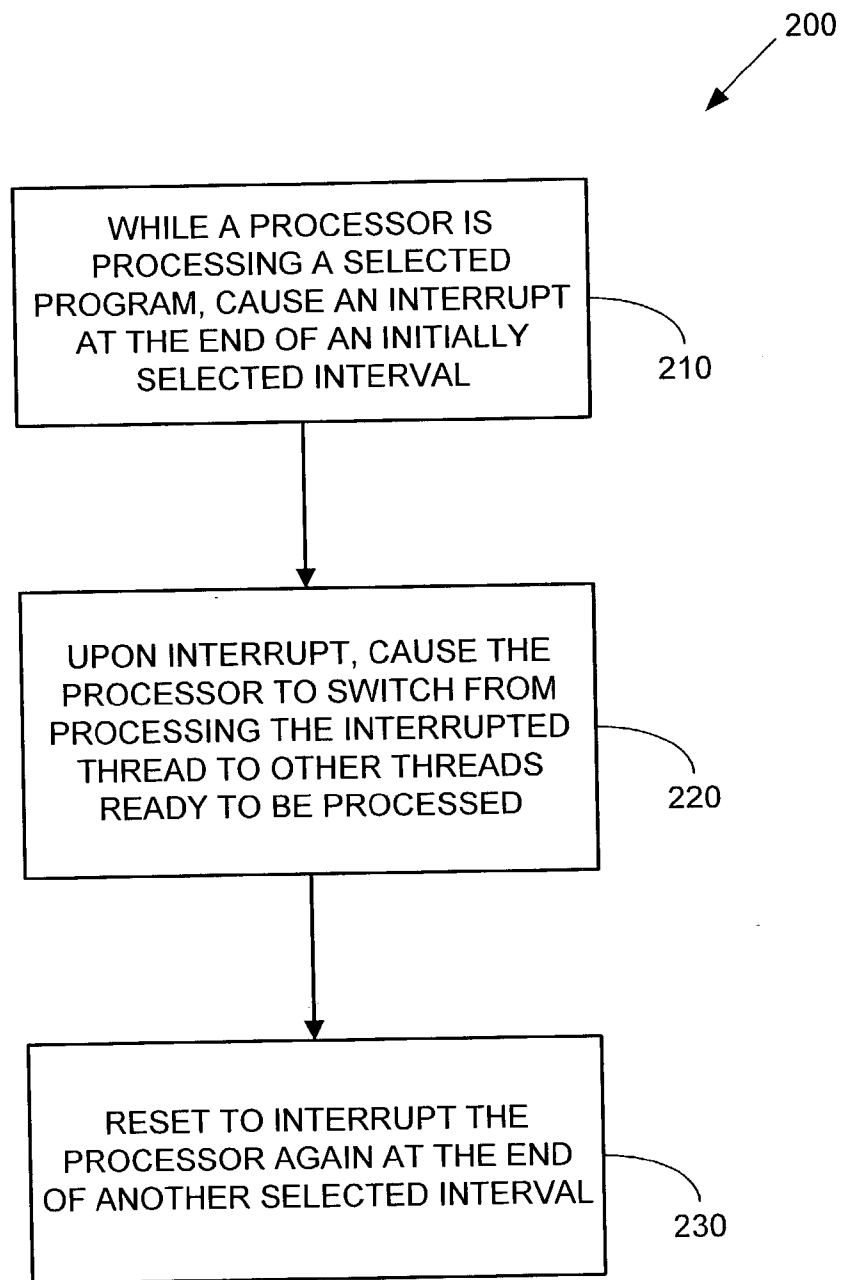 200
WHILE A PROCESSOR IS
PROCESSING A SELECTED
PROGRAM, CAUSE AN INTERRUPT
AT THE END OF AN INITIALLY
SELECTED INTERVAL
210
UPON INTERRUPT, CAUSE THE
PROCESSOR TO SWITCH FROM
PROCESSING THE INTERRUPTED
THREAD TO OTHER THREADS
READY TO BE PROCESSED
220
RESET TO INTERRUPT THE
PROCESSOR AGAIN AT THE END
OF ANOTHER SELECTED INTERVAL
230